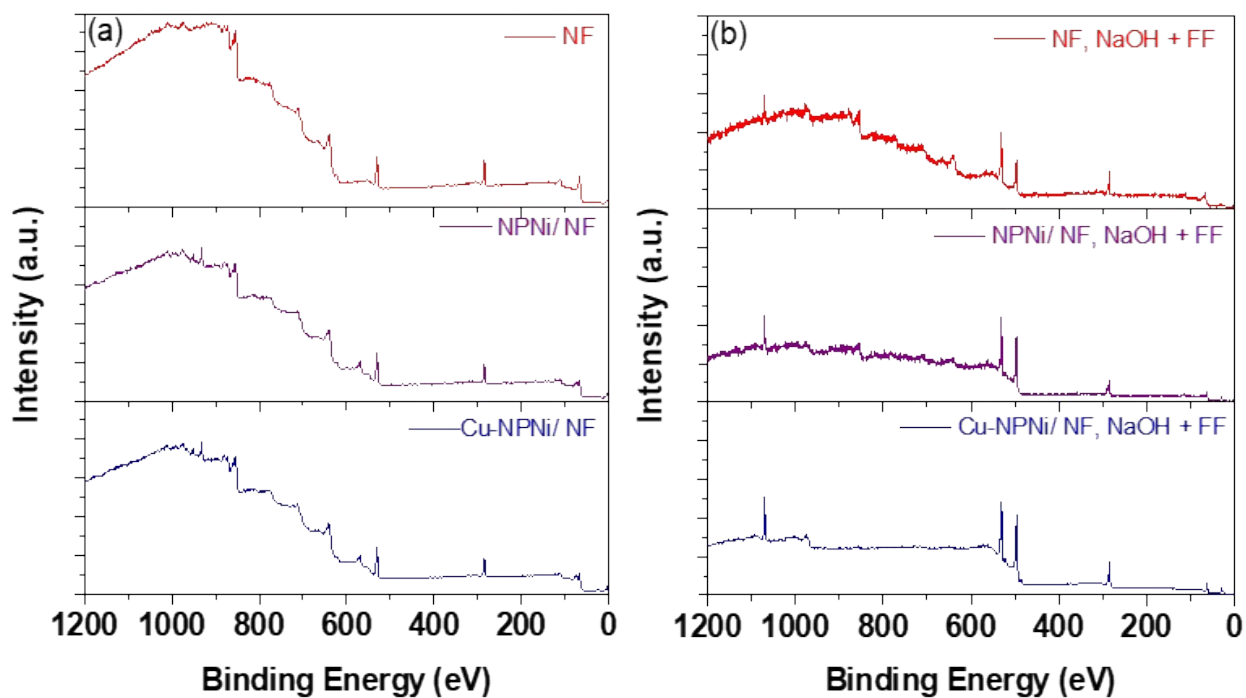 (a)
NF
NPNi/ NF
Cu-NPNi/ NF
Intensity (a.u.)
1200 1000 800 600 400 200 0
Binding Energy (eV)
(b)
NF, NaOH + FF
NPNi/ NF, NaOH + FF
Cu-NPNi/ NF, NaOH + FF
Intensity (a.u.)
1200 1000 800 600 400 200 0
Binding Energy (eV)